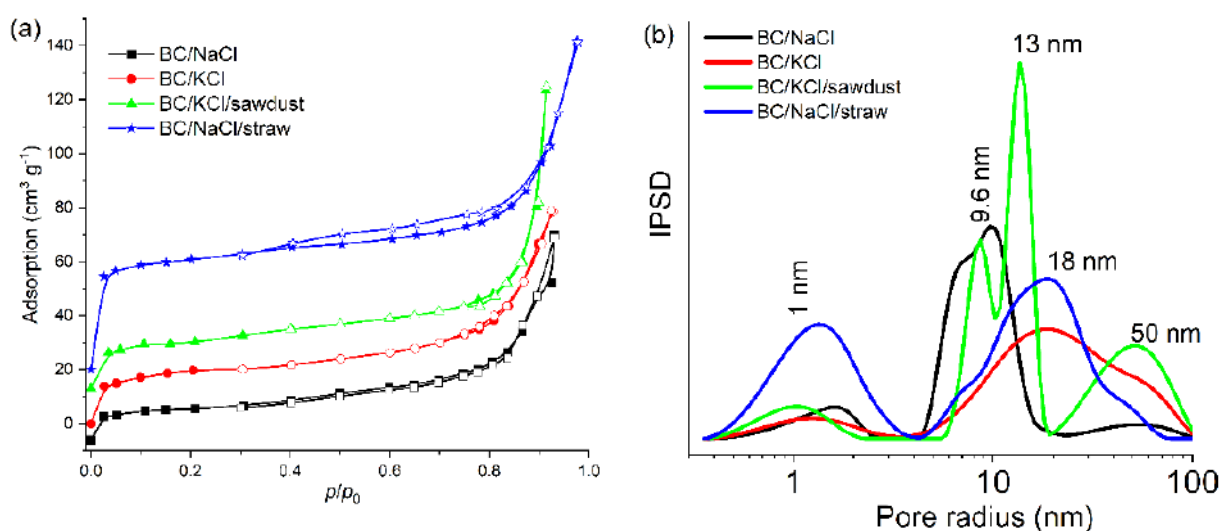 (a)
BC/NaCl
BC/KCl
BC/KCl/sawdust
BC/NaCl/straw
140
120
100
80
60
40
20
0
Adsorption (cm³ g⁻¹)
0.0 0.2 0.4 0.6 0.8 1.0
p/p₀
(b)
BC/NaCl
BC/KCl
BC/KCl/sawdust
BC/NaCl/straw
13 nm
9.6 nm
1 nm
18 nm
50 nm
IPSD
1 10 100
Pore radius (nm)